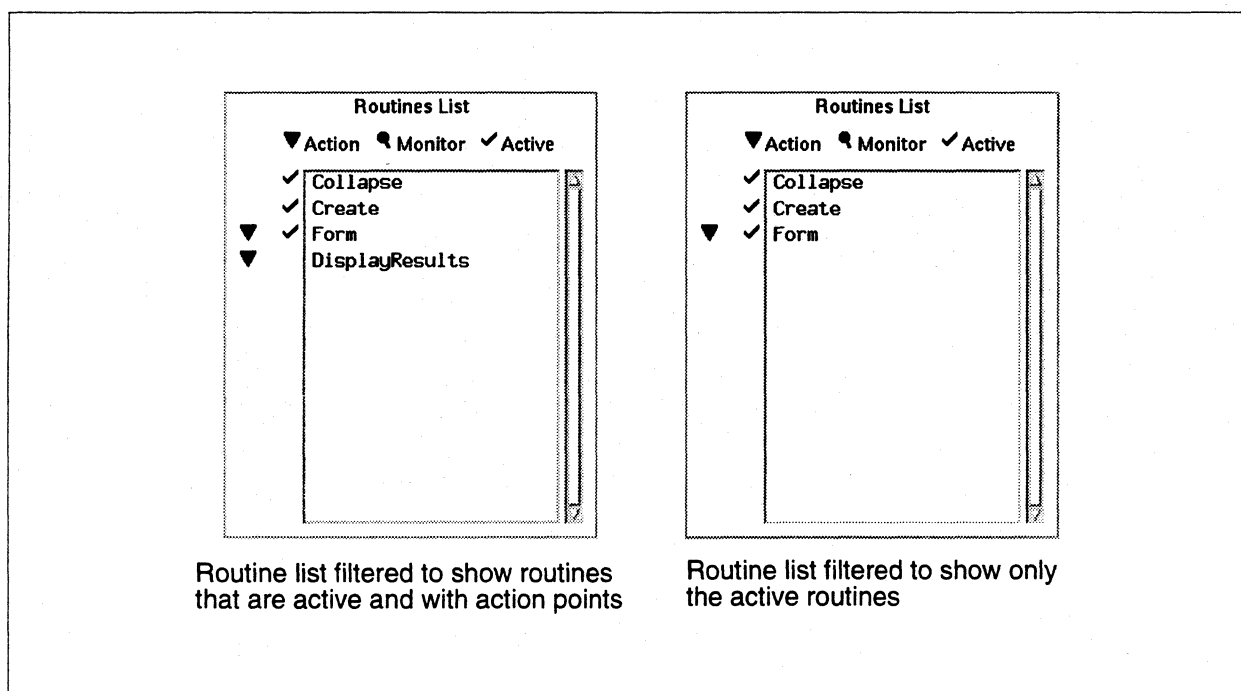 Routines List
Action Monitor Active
Collapse
Create
Form
DisplayResults
Routine list filtered to show routines
that are active and with action points
Routines List
Action Monitor Active
Collapse
Create
Form
Routine list filtered to show only
the active routines